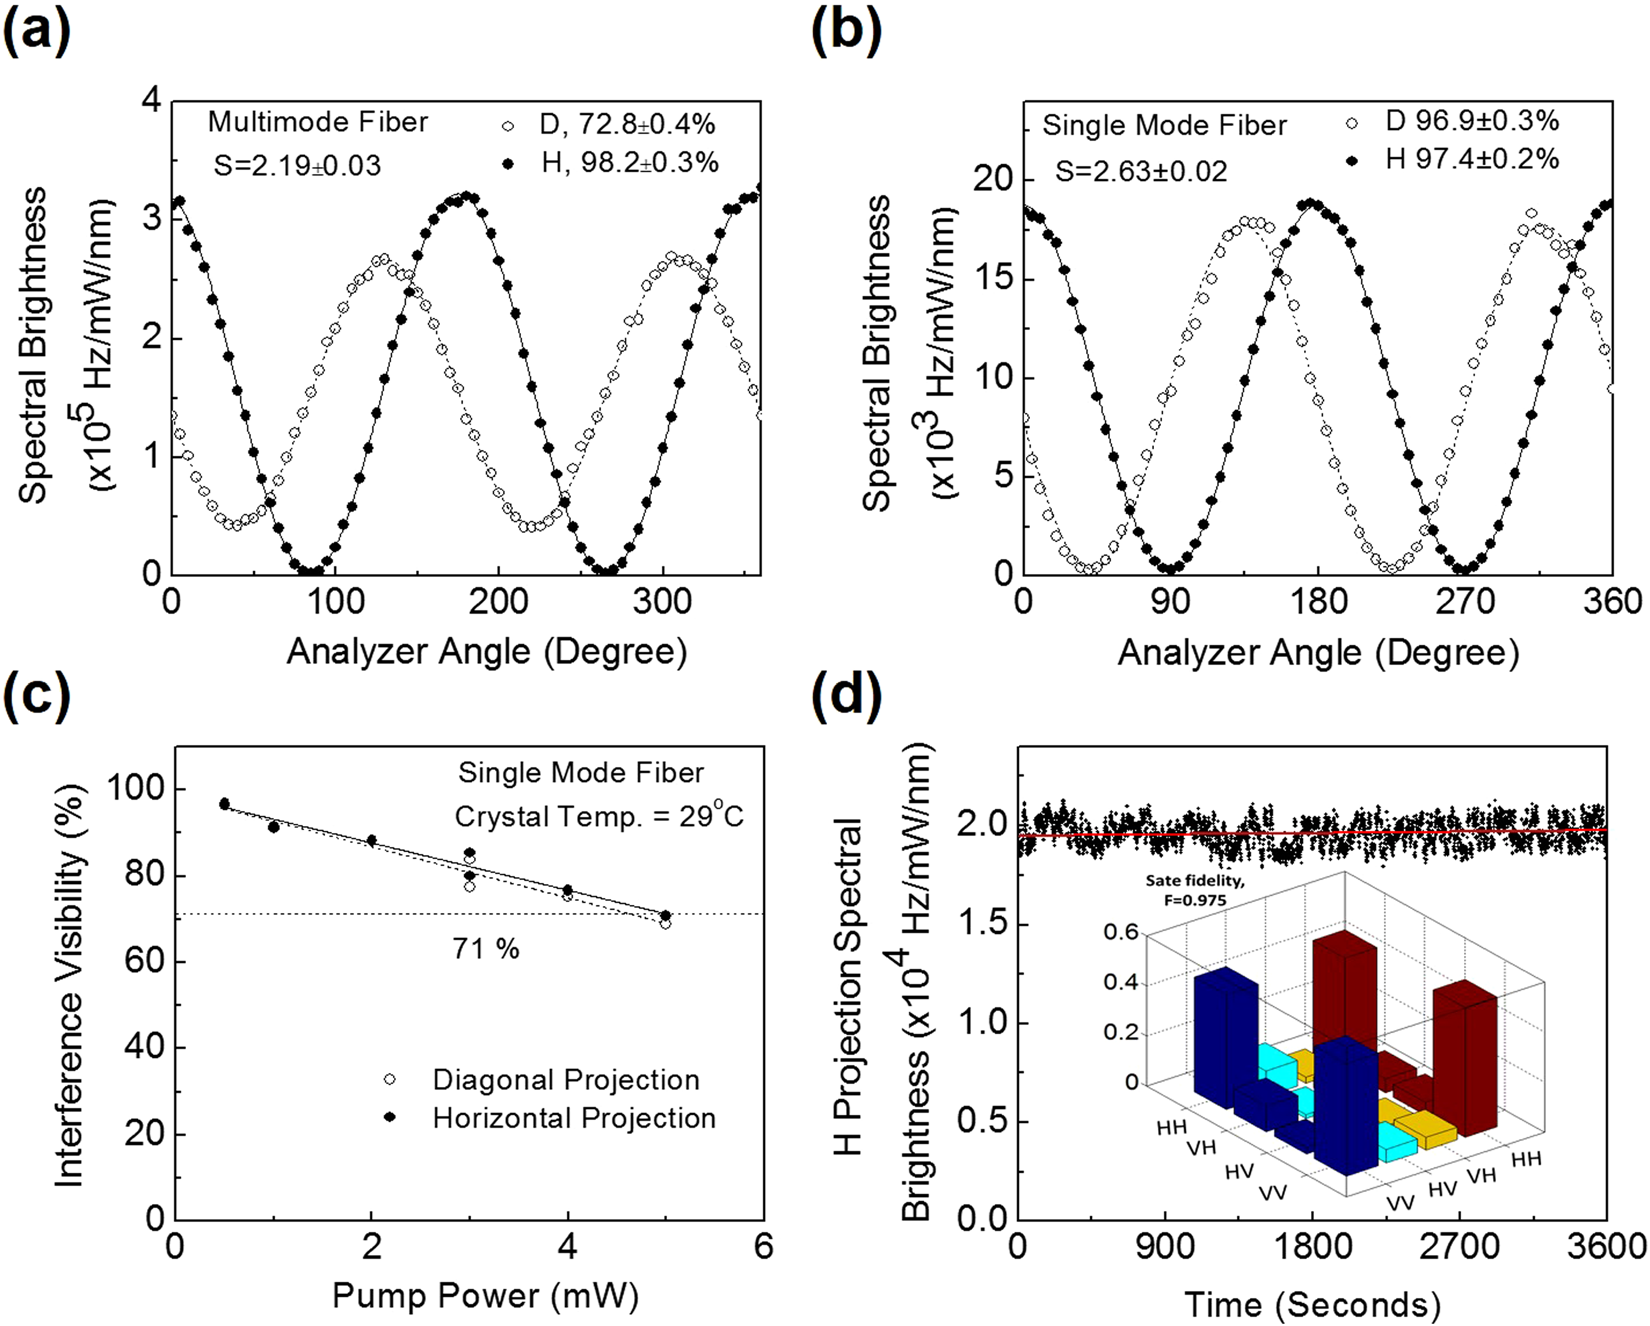 (a)
Multimode Fiber
S=2.19±0.03
D, 72.8±0.4%
H, 98.2±0.3%
Spectral Brightness
(x10⁵ Hz/mW/nm)
4
3
2
1
0
0 100 200 300
Analyzer Angle (Degree)
(b)
Single Mode Fiber
S=2.63±0.02
D 96.9±0.3%
H 97.4±0.2%
Spectral Brightness
(x10³ Hz/mW/nm)
20
15
10
5
0
0 90 180 270 360
Analyzer Angle (Degree)
(c)
Single Mode Fiber
Crystal Temp. = 29°C
71 %
Diagonal Projection
Horizontal Projection
Interference Visibility (%)
100
80
60
40
20
0
0 2 4 6
Pump Power (mW)
(d)
H Projection Spectral
Brightness (x10⁴ Hz/mW/nm)
2.0
1.5
1.0
0.5
0.0
Sate fidelity,
F=0.975
0.6
0.4
0.2
0
HH
VH
HV
VV
VV
HV
VH
HH
0 900 1800 2700 3600
Time (Seconds)